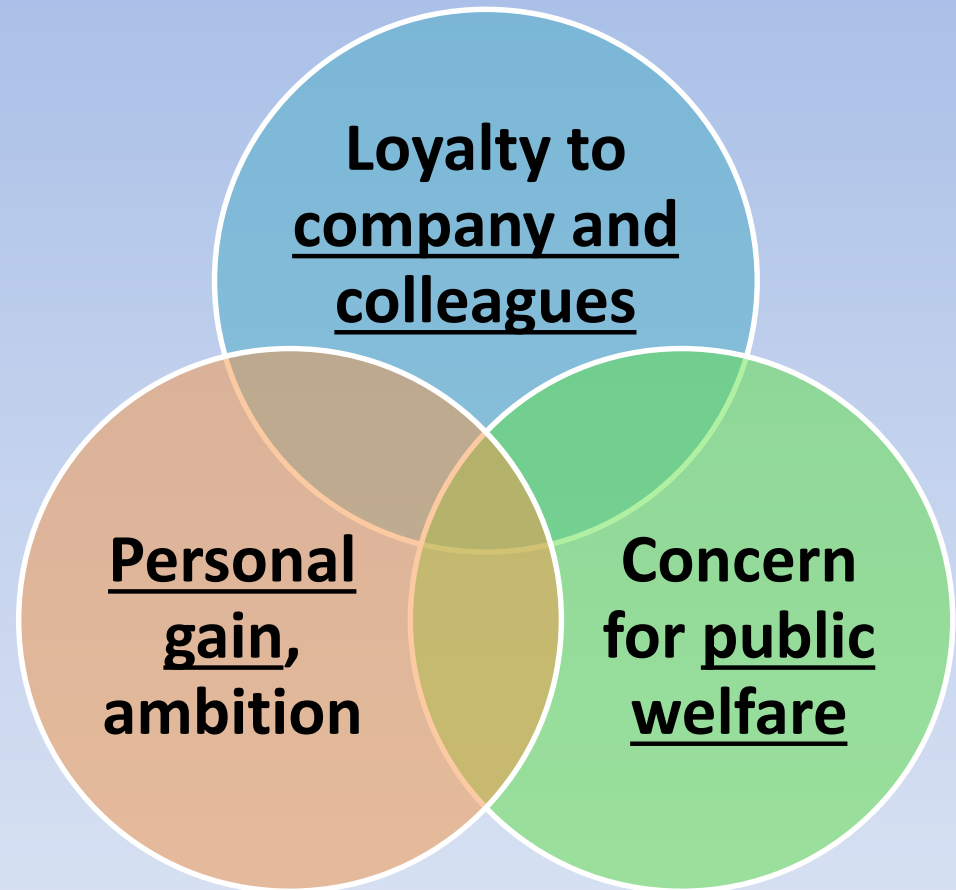 Loyalty to
company and
colleagues
Personal
gain,
ambition
Concern
for public
welfare